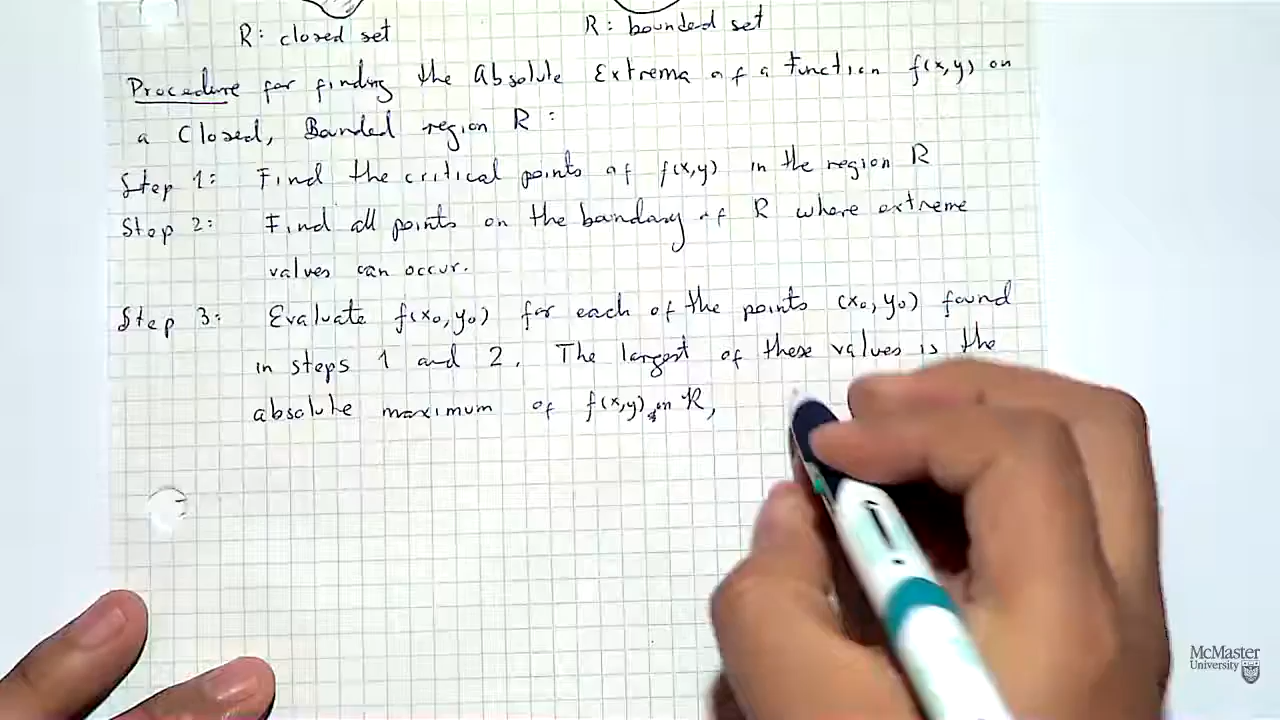 R: closed set
R: bounded set
Procedure for finding the Absolute Extrema of a function f(x,y) on
a Closed, Bounded region R:
Step 1: Find the critical points of f(x,y) in the region R
Step 2: Find all points on the boundary of R where extreme
values can occur.
Step 3: Evaluate f(x₀,y₀) for each of the points (x₀,y₀) found
in steps 1 and 2. The largest of these values is the
absolute maximum of f(x,y) on R,
McMaster
University